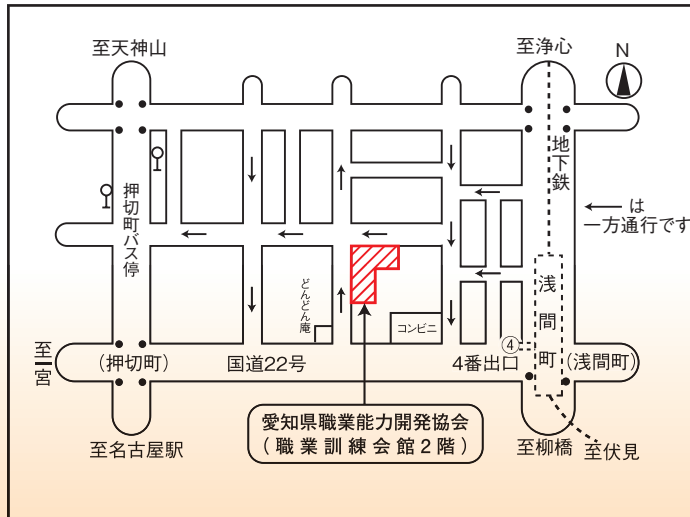 至天神山
至浄心
N
地下鉄
押切町バス停
←は
一方通行です
どんどん庵
コンビニ
浅間町
④
至一宮
(押切町)
国道22号
4番出口
(浅間町)
愛知県職業能力開発協会
(職業訓練会館2階)
至名古屋駅
至柳橋
至伏見